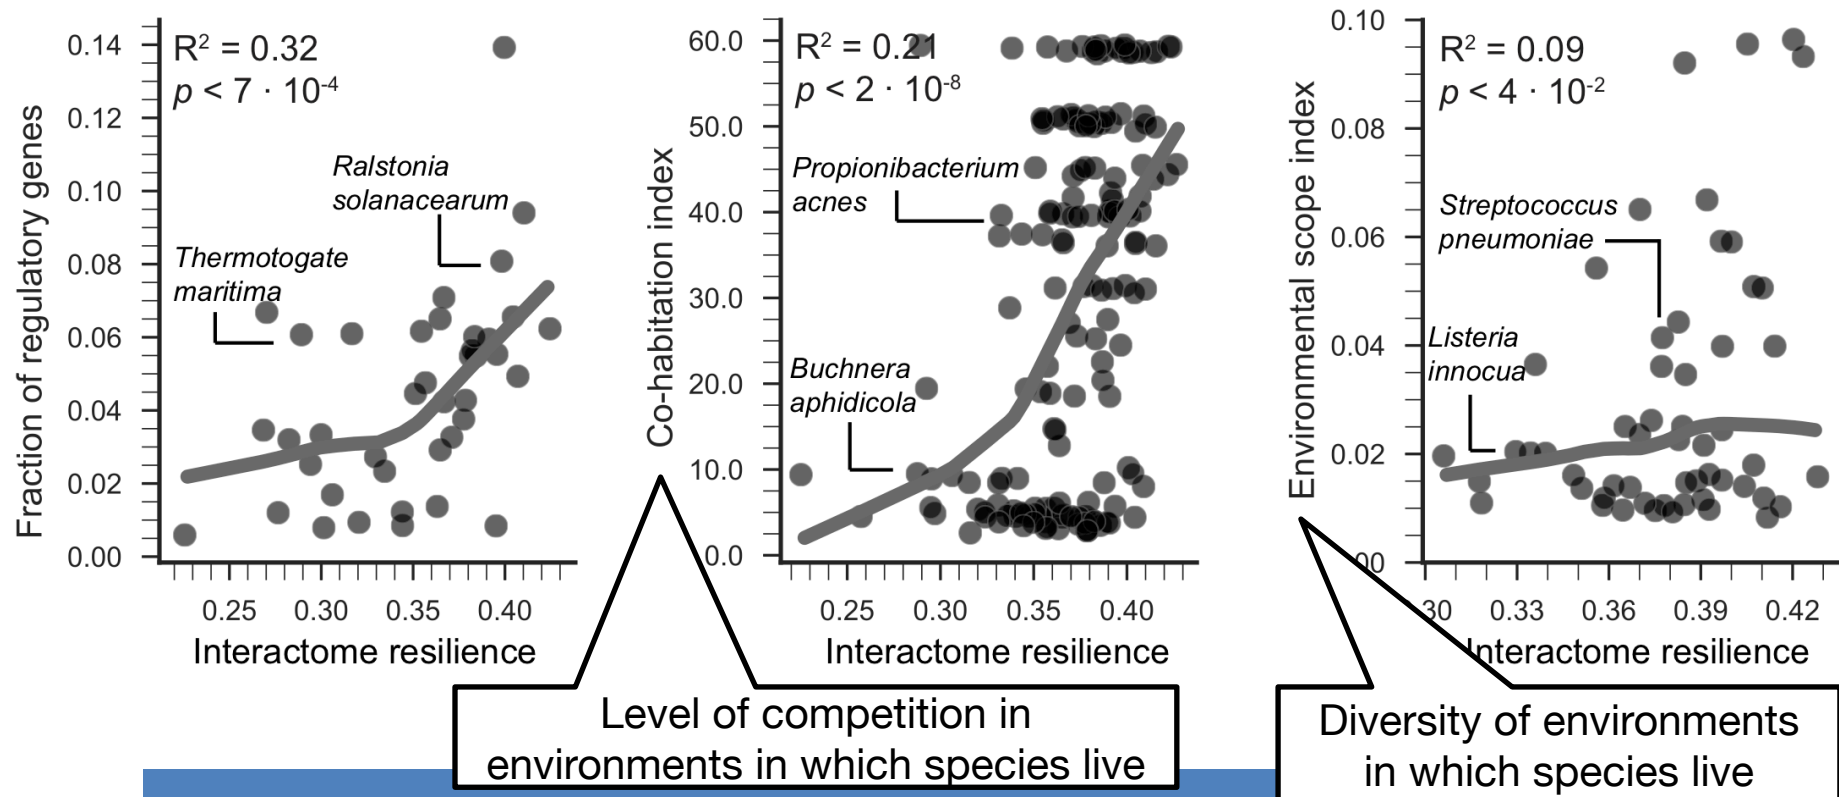 R² = 0.32
p < 7 · 10⁻⁴
Ralstonia
solanacearum
Thermotogate
maritima
Fraction of regulatory genes
0.14
0.12
0.10
0.08
0.06
0.04
0.02
0.00
0.25 0.30 0.35 0.40
Interactome resilience
R² = 0.21
p < 2 · 10⁻⁸
Propionibacterium
acnes
Buchnera
aphidicola
Co-habitation index
60.0
50.0
40.0
30.0
20.0
10.0
0.0
0.25 0.30 0.35 0.40
Interactome resilience
R² = 0.09
p < 4 · 10⁻²
Streptococcus
pneumoniae
Listeria
innocua
Environmental scope index
0.10
0.08
0.06
0.04
0.02
00
30 0.33 0.36 0.39 0.42
Interactome resilience
Level of competition in
environments in which species live
Diversity of environments
in which species live